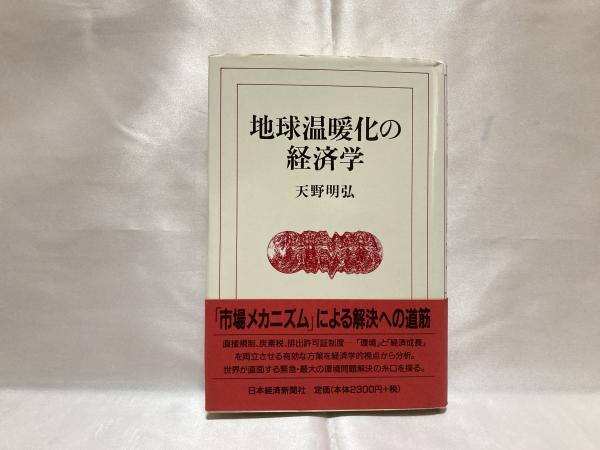 地球温暖化の
経済学
天野明弘
「市場メカニズム」による解決への道筋
直接規制、炭素税、排出許可証制度──「環境」と「経済成長」
を両立させる有効な方策を経済学的視点から分析。
世界が直面する緊急・最大の環境問題解決の糸口を探る。
日本経済新聞社 定価(本体2300円+税)